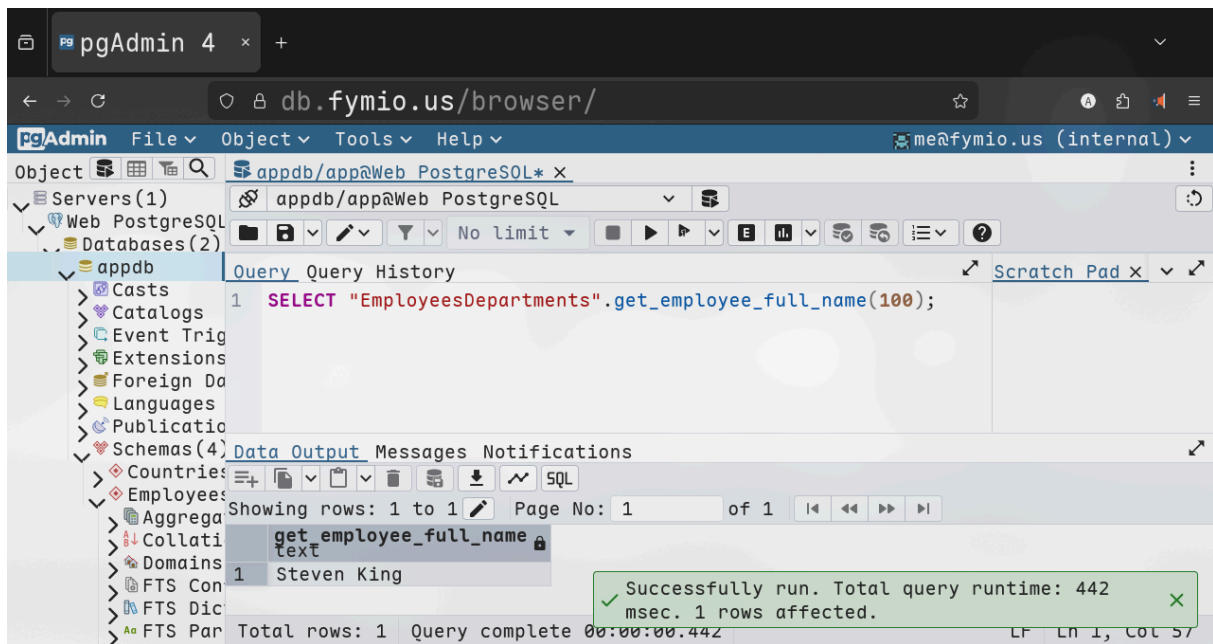 pgAdmin 4
db.fymio.us/browser/
pgAdmin File Object Tools Help me@fymio.us (internal)
Object
appdb/app@Web PostgreSQL*
Servers(1)
appdb/app@Web PostgreSQL
Web PostgreSQL
No limit
Databases(2)
appdb
Query Query History
Scratch Pad
Casts
1 SELECT "EmployeesDepartments".get_employee_full_name(100);
Catalogs
Event Trig
Extensions
Foreign Da
Languages
Publicatio
Schemas(4)
Data Output Messages Notifications
Countries
SQL
Employees
Showing rows: 1 to 1 Page No: 1 of 1
Aggrega
Collati
get_employee_full_name
text
Domains
1 Steven King
FTS Con
Successfully run. Total query runtime: 442
msec. 1 rows affected.
FTS Dic
FTS Par
Total rows: 1 Query complete 00:00:00.442 LF Ln 1, Col 57